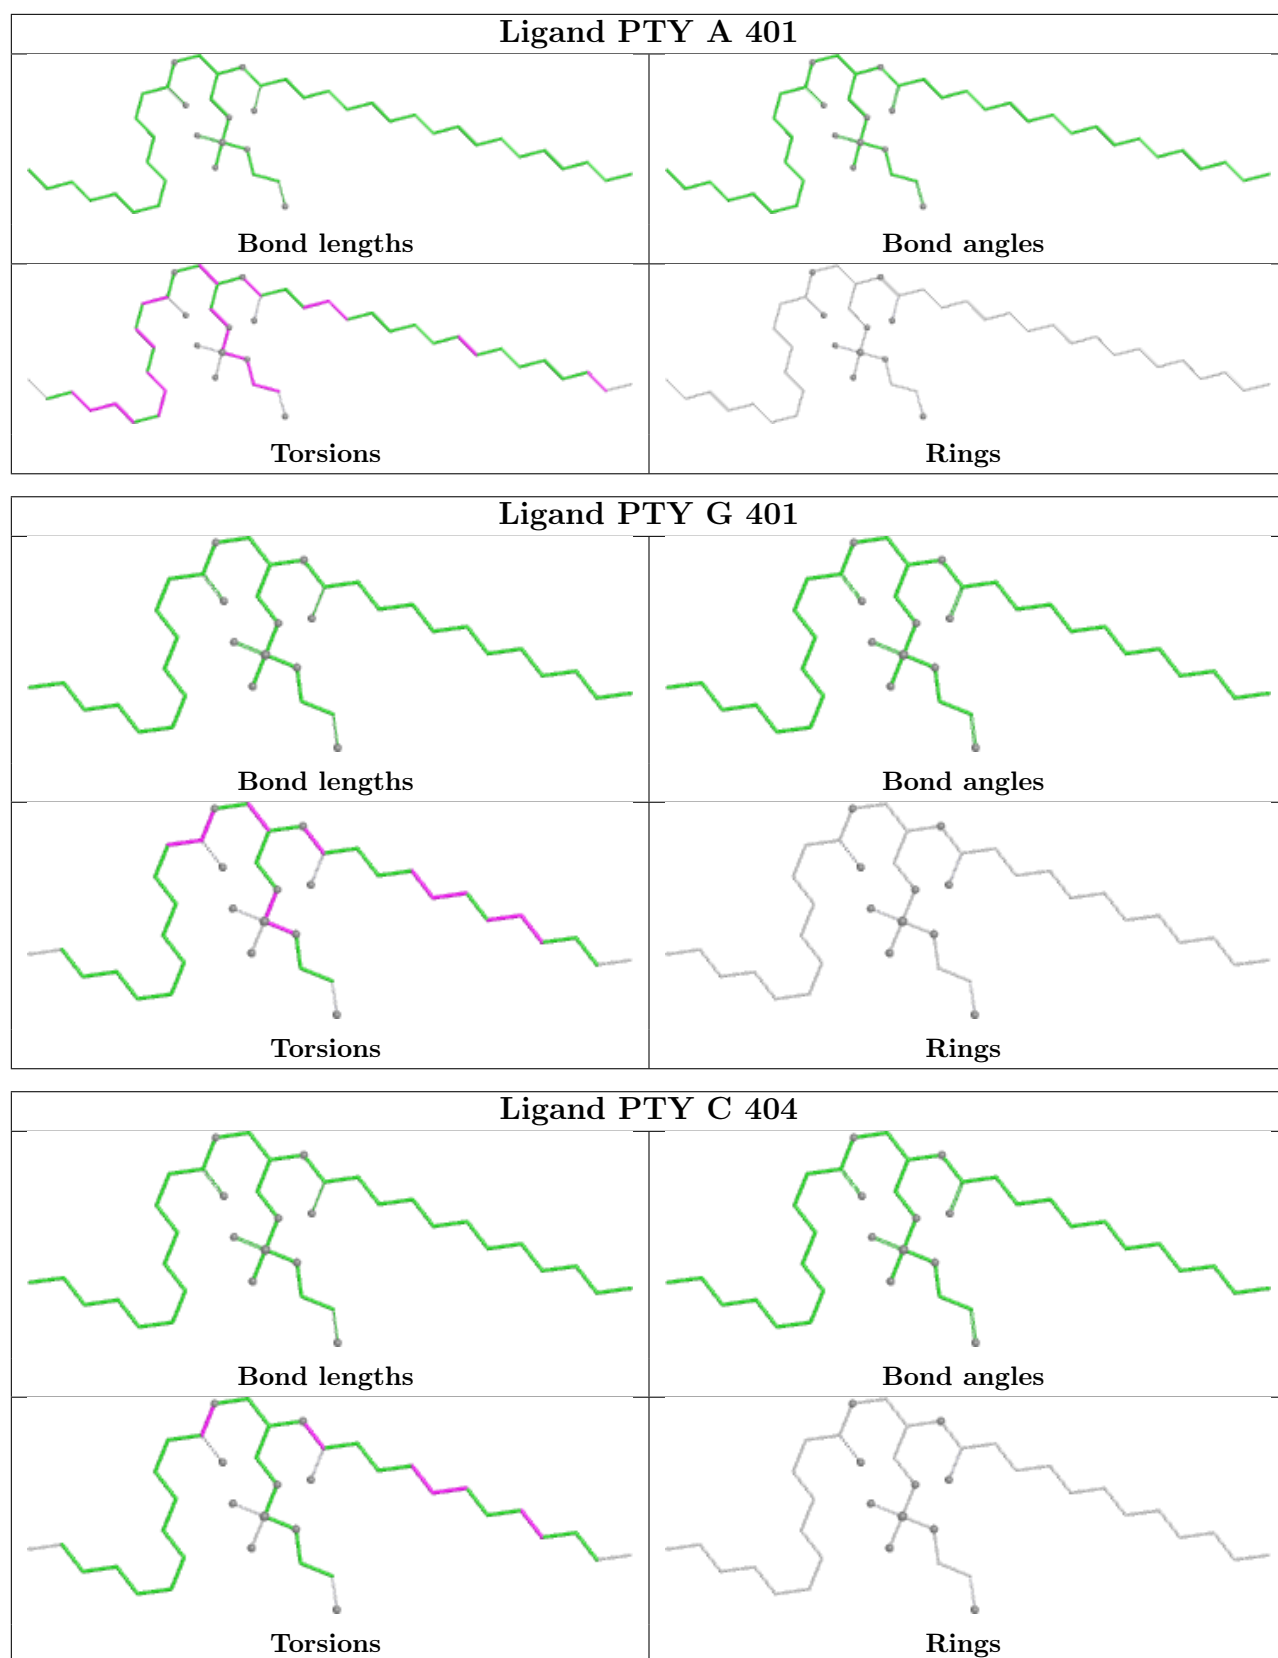 Ligand PTY A 401
Bond lengths
Bond angles
Torsions
Rings
Ligand PTY G 401
Bond lengths
Bond angles
Torsions
Rings
Ligand PTY C 404
Bond lengths
Bond angles
Torsions
Rings